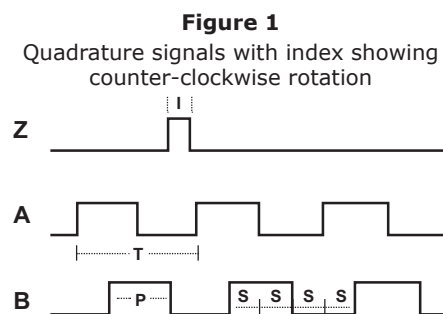 Figure 1
Quadrature signals with index showing
counter-clockwise rotation
I
Z
A
T
B
P
S S S S